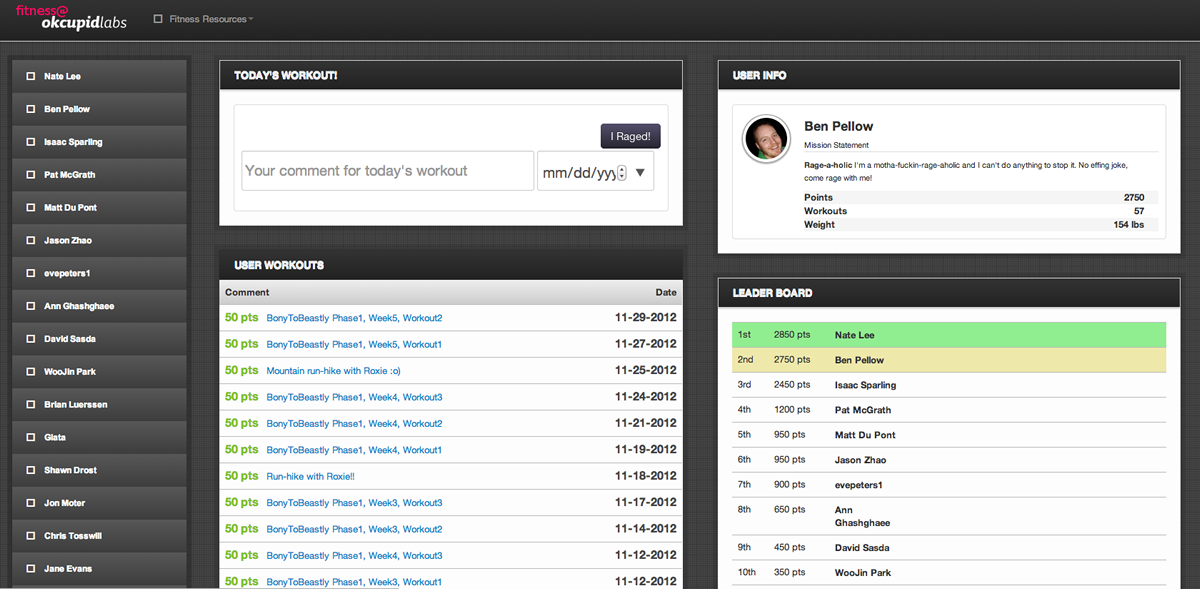 fitness@
okcupidlabs
Fitness Resources
Nate Lee
Ben Pellow
Isaac Sparling
Pat McGrath
Matt Du Pont
Jason Zhao
evepeters1
Ann Ghashghaee
David Sasda
WooJin Park
Brian Luerssen
Giata
Shawn Drost
Jon Moter
Chris Tosswill
Jane Evans
TODAY'S WORKOUT!
I Raged!
Your comment for today's workout
mm/dd/yyy
USER WORKOUTS
Comment Date
50 pts BonyToBeastly Phase1, Week5, Workout2 11-29-2012
50 pts BonyToBeastly Phase1, Week5, Workout1 11-27-2012
50 pts Mountain run-hike with Roxie :o) 11-25-2012
50 pts BonyToBeastly Phase1, Week4, Workout3 11-24-2012
50 pts BonyToBeastly Phase1, Week4, Workout2 11-21-2012
50 pts BonyToBeastly Phase1, Week4, Workout1 11-19-2012
50 pts Run-hike with Roxie!! 11-18-2012
50 pts BonyToBeastly Phase1, Week3, Workout3 11-17-2012
50 pts BonyToBeastly Phase1, Week3, Workout2 11-14-2012
50 pts BonyToBeastly Phase1, Week4, Workout3 11-12-2012
50 pts BonyToBeastly Phase1, Week3, Workout1 11-12-2012
USER INFO
Ben Pellow
Mission Statement
Rage-a-holic I'm a motha-fuckin-rage-aholic and I can't do anything to stop it. No effing joke,
come rage with me!
Points 2750
Workouts 57
Weight 154 lbs
LEADER BOARD
1st 2850 pts Nate Lee
2nd 2750 pts Ben Pellow
3rd 2450 pts Isaac Sparling
4th 1200 pts Pat McGrath
5th 950 pts Matt Du Pont
6th 950 pts Jason Zhao
7th 900 pts evepeters1
8th 650 pts Ann
Ghashghaee
9th 450 pts David Sasda
10th 350 pts WooJin Park